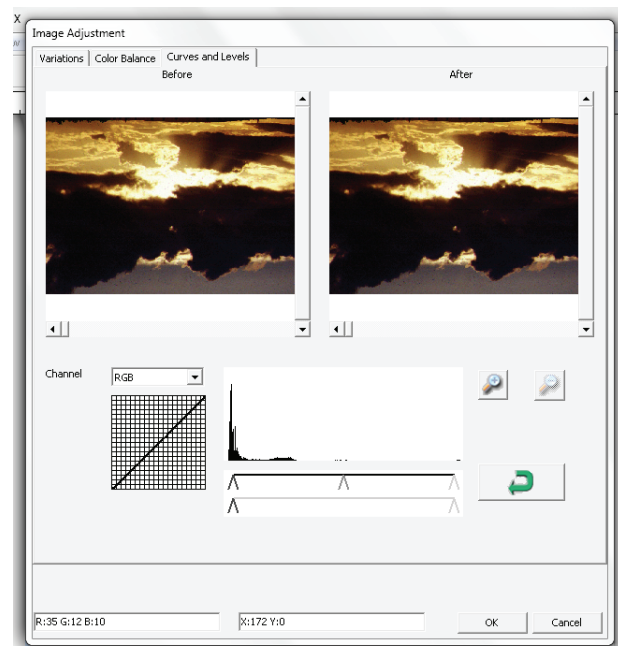 X
Image Adjustment
Variations Color Balance Curves and Levels
Before After
Channel RGB
R:35 G:12 B:10 X:172 Y:0 OK Cancel